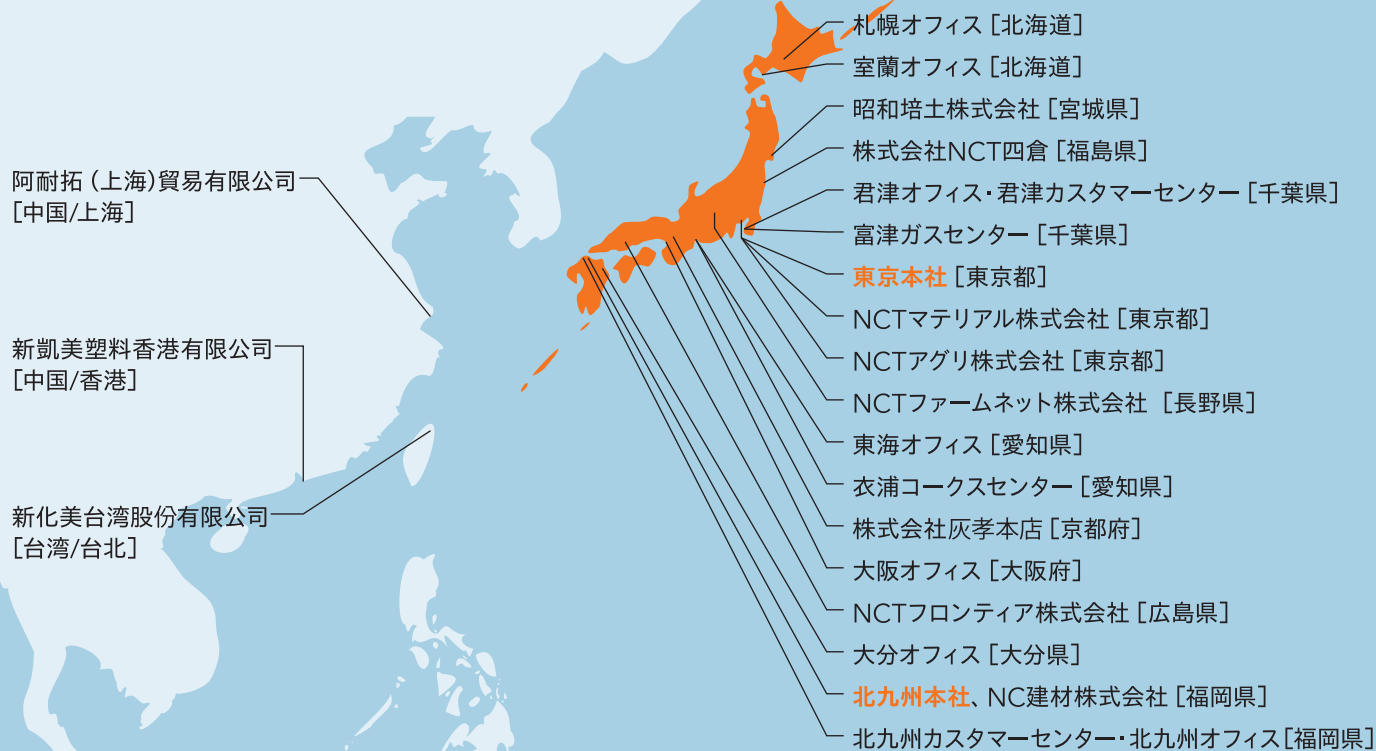 阿耐拓（上海）貿易有限公司
［中国/上海］
新凱美塑料香港有限公司
［中国/香港］
新化美台湾股份有限公司
［台湾/台北］
札幌オフィス［北海道］
室蘭オフィス［北海道］
昭和培土株式会社［宮城県］
株式会社NCT四倉［福島県］
君津オフィス・君津カスタマーセンター［千葉県］
富津ガスセンター［千葉県］
東京本社［東京都］
NCTマテリアル株式会社［東京都］
NCTアグリ株式会社［東京都］
NCTファームネット株式会社［長野県］
東海オフィス［愛知県］
衣浦コークスセンター［愛知県］
株式会社灰孝本店［京都府］
大阪オフィス［大阪府］
NCTフロンティア株式会社［広島県］
大分オフィス［大分県］
北九州本社、NC建材株式会社［福岡県］
北九州カスタマーセンター・北九州オフィス［福岡県］